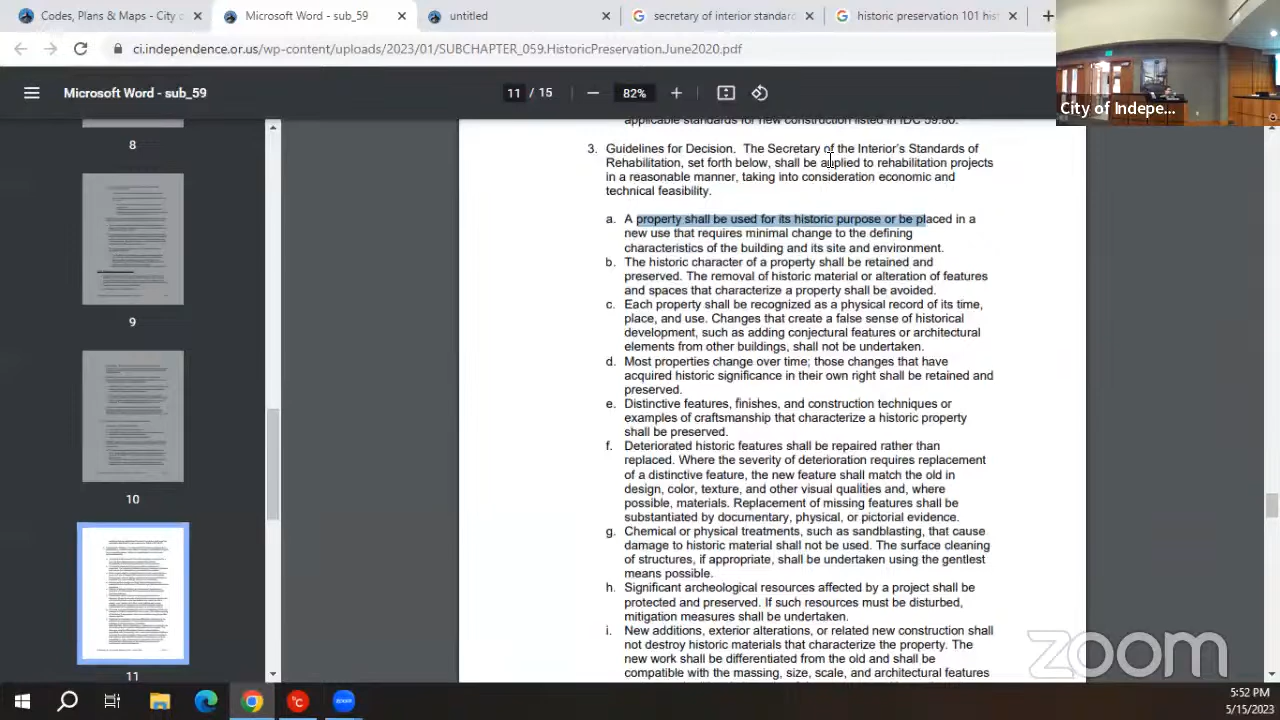 Codes, Plans & Maps - City o
Microsoft Word - sub_59
untitled
secretary of interior standard
historic preservation 101 hist
ci.independence.or.us/wp-content/uploads/2023/01/SUBCHAPTER_059.HistoricPreservation.June2020.pdf
Microsoft Word - sub_59
11 / 15
82%
City of Indepe...
8
9
10
11
applicable standards for new construction listed in IDC 59.60.
3. Guidelines for Decision. The Secretary of the Interior's Standards of
Rehabilitation, set forth below, shall be applied to rehabilitation projects
in a reasonable manner, taking into consideration economic and
technical feasibility.
a. A property shall be used for its historic purpose or be placed in a
new use that requires minimal change to the defining
characteristics of the building and its site and environment.
b. The historic character of a property shall be retained and
preserved. The removal of historic material or alteration of features
and spaces that characterize a property shall be avoided.
c. Each property shall be recognized as a physical record of its time,
place, and use. Changes that create a false sense of historical
development, such as adding conjectural features or architectural
elements from other buildings, shall not be undertaken.
d. Most properties change over time; those changes that have
acquired historic significance in their own right shall be retained and
preserved.
e. Distinctive features, finishes, and construction techniques or
examples of craftsmanship that characterize a historic property
shall be preserved.
f. Deteriorated historic features shall be repaired rather than
replaced. Where the severity of deterioration requires replacement
of a distinctive feature, the new feature shall match the old in
design, color, texture, and other visual qualities and, where
possible, materials. Replacement of missing features shall be
substantiated by documentary, physical, or pictorial evidence.
g. Chemical or physical treatments, such as sandblasting, that cause
damage to historic material shall not be used. The surface cleaning
of structures, if appropriate, shall be undertaken using the gentlest
means possible.
h. Significant archeological resources affected by a project shall be
protected and preserved. If such resources must be disturbed,
mitigation measures shall be undertaken.
i. New additions, exterior alterations, or related new construction shall
not destroy historic materials that characterize the property. The
new work shall be differentiated from the old and shall be
compatible with the massing, size, scale, and architectural features
zoom
5:52 PM
5/15/2023